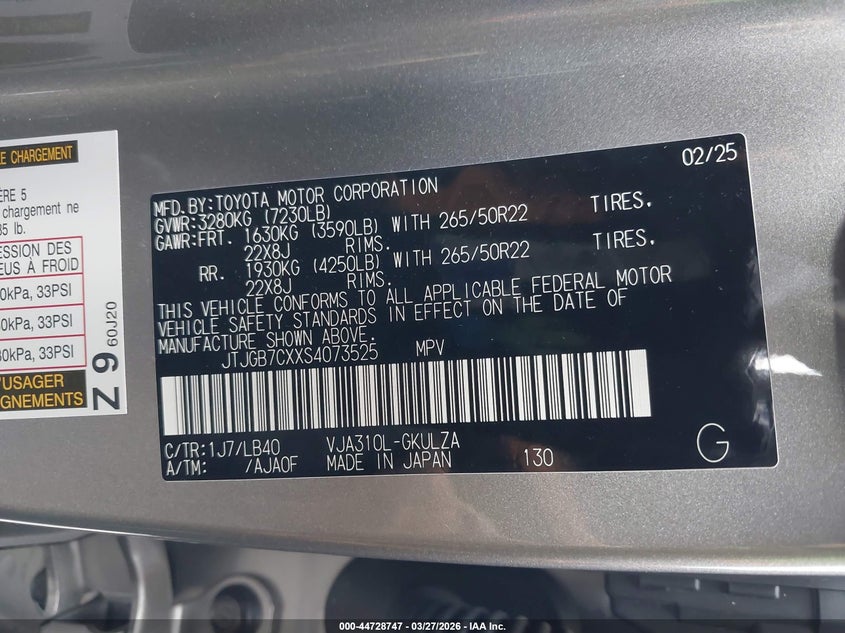 LE CHARGEMENT
ÈRE 5
chargement ne
85 lb.
ESSION DES
EUS À FROID
0kPa, 33PSI
0kPa, 33PSI
30kPa, 33PSI
'USAGER
IGNEMENTS
Z 9 60J20
02/25
MFD.BY:TOYOTA MOTOR CORPORATION
GVWR:3280KG (7230LB)
GAWR:FRT. 1630KG (3590LB) WITH 265/50R22 TIRES.
22X8J RIMS.
RR. 1930KG (4250LB) WITH 265/50R22 TIRES.
22X8J RIMS.
THIS VEHICLE CONFORMS TO ALL APPLICABLE FEDERAL MOTOR
VEHICLE SAFETY STANDARDS IN EFFECT ON THE DATE OF
MANUFACTURE SHOWN ABOVE.
JTJGB7CXXS4073525 MPV
C/TR:1J7/LB40 VJA310L-GKULZA
A/TM: /AJA0F MADE IN JAPAN 130
G
000-44728747 - 03/27/2026 - IAA, Inc.